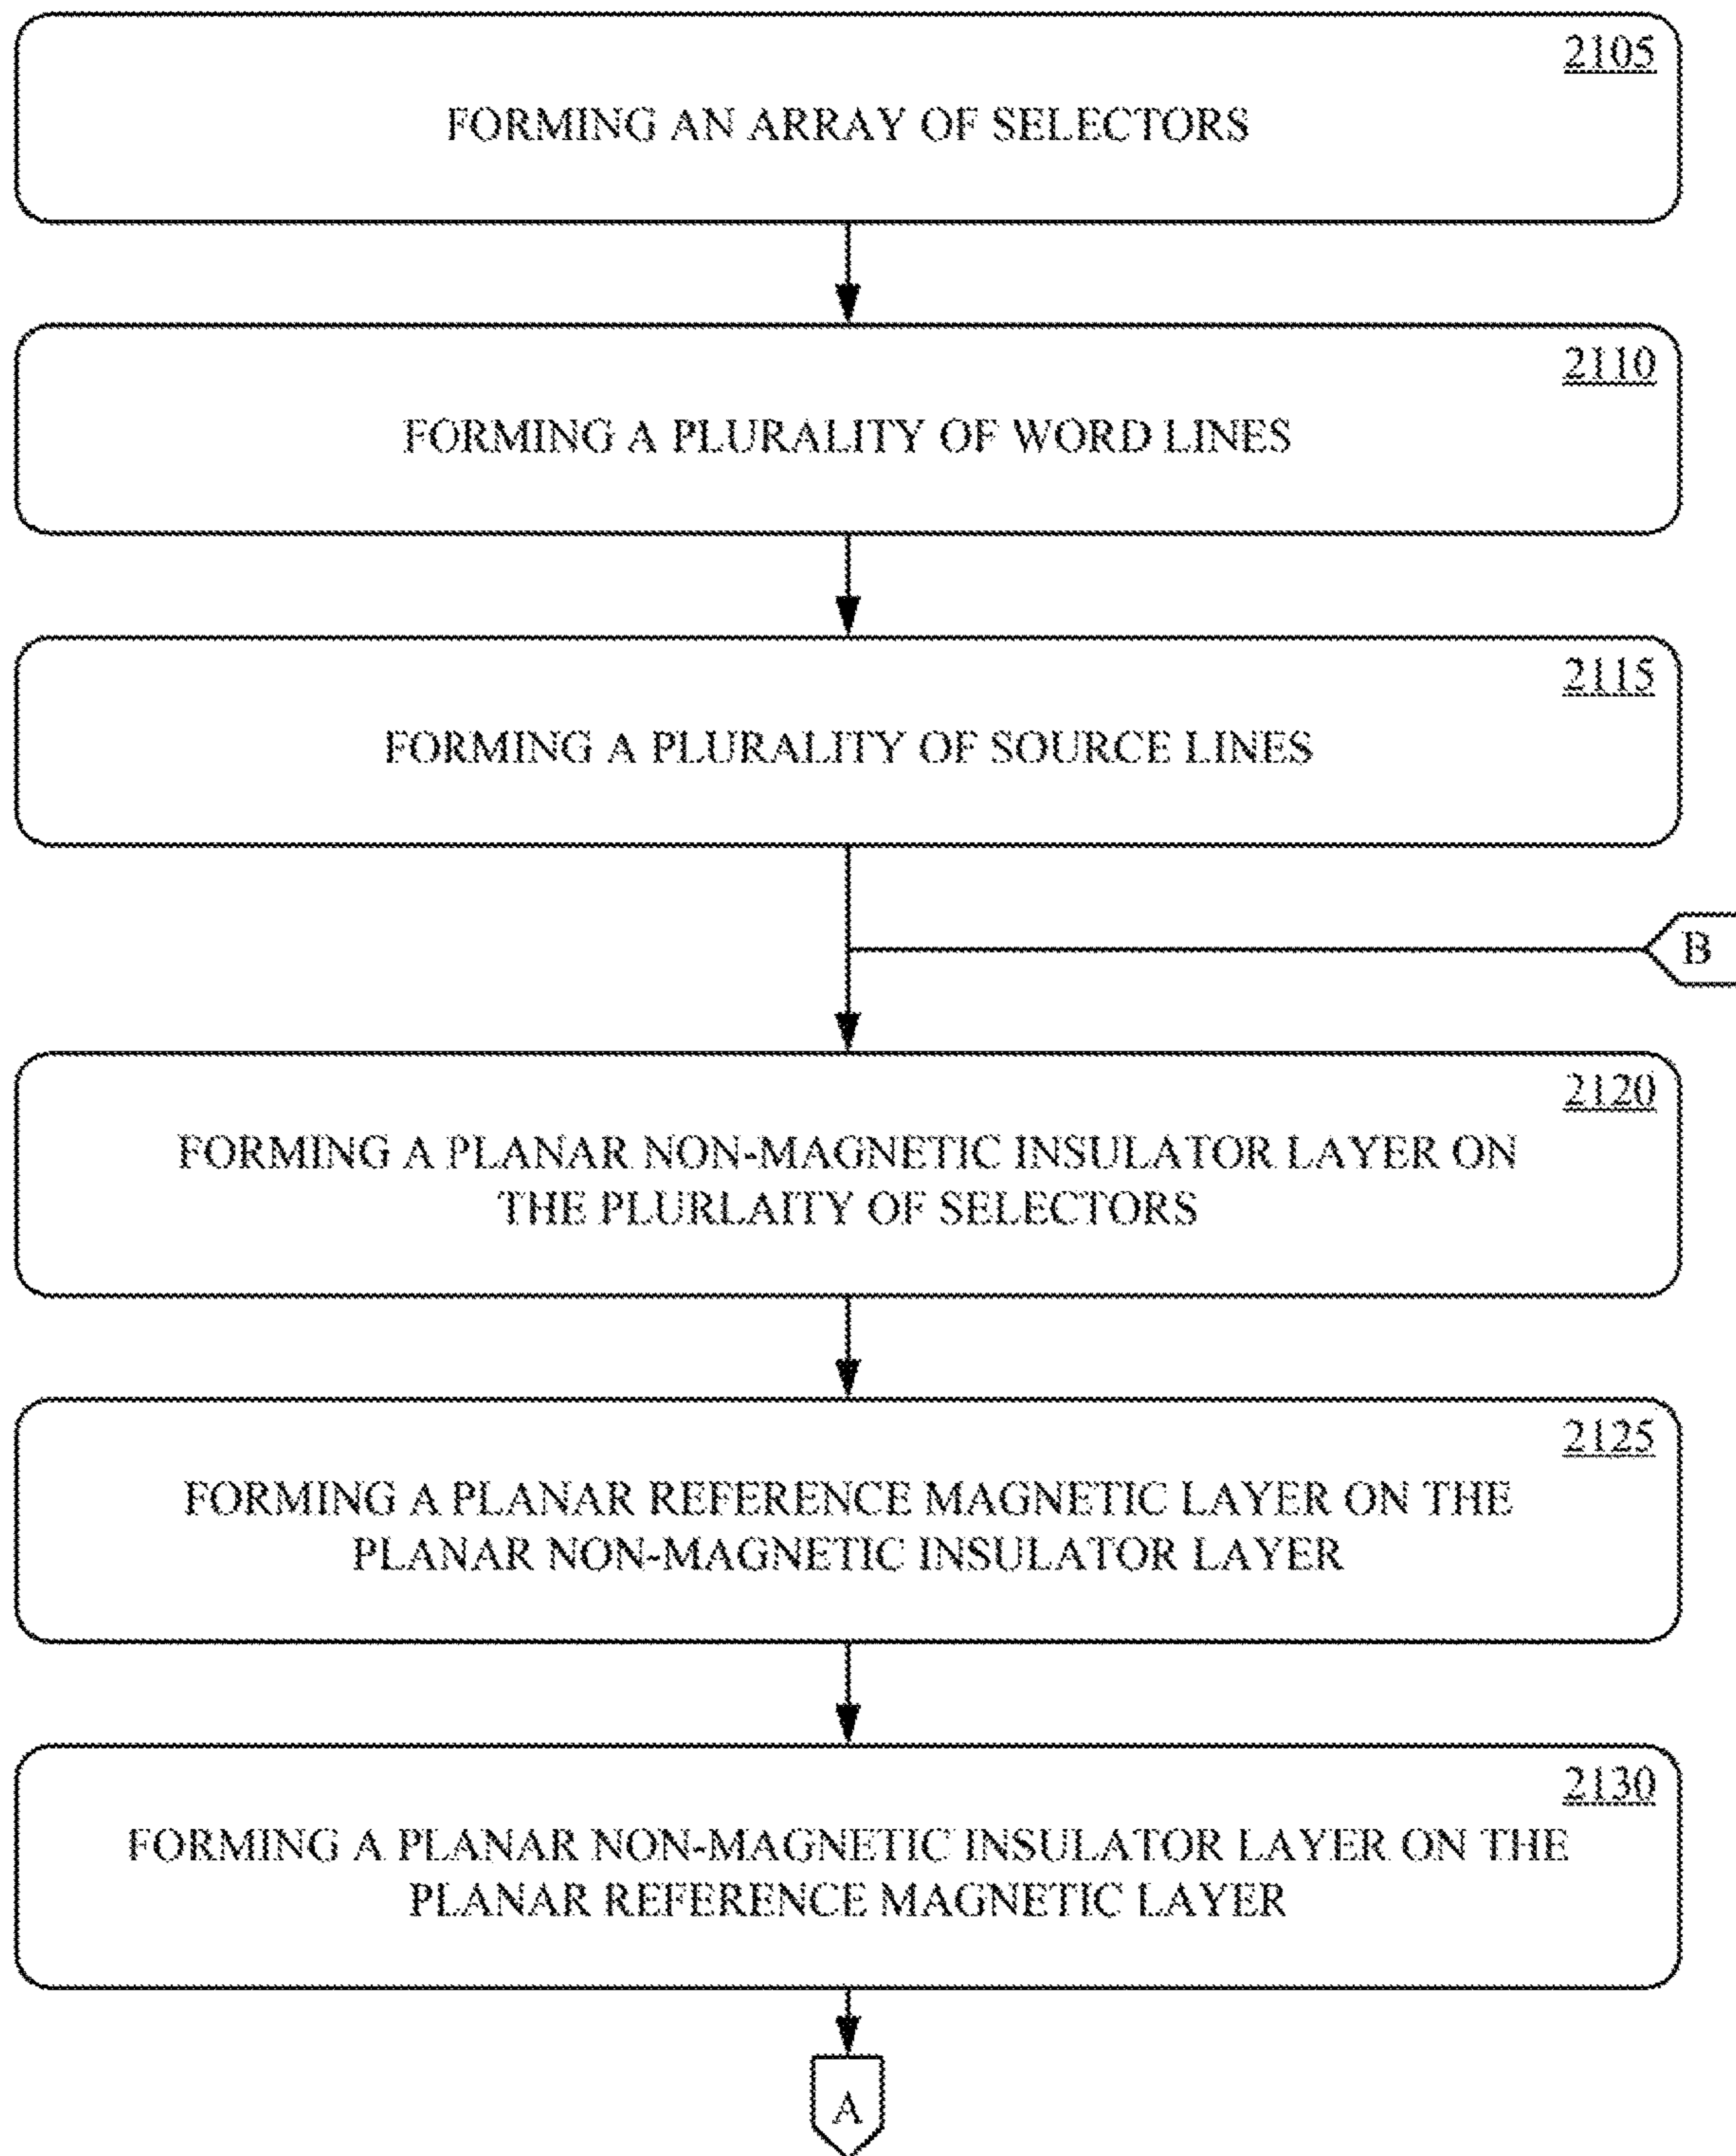 2105
FORMING AN ARRAY OF SELECTORS
2110
FORMING A PLURALITY OF WORD LINES
2115
FORMING A PLURALITY OF SOURCE LINES
B
2120
FORMING A PLANAR NON-MAGNETIC INSULATOR LAYER ON
THE PLURLAITY OF SELECTORS
2125
FORMING A PLANAR REFERENCE MAGNETIC LAYER ON THE
PLANAR NON-MAGNETIC INSULATOR LAYER
2130
FORMING A PLANAR NON-MAGNETIC INSULATOR LAYER ON THE
PLANAR REFERENCE MAGNETIC LAYER
A